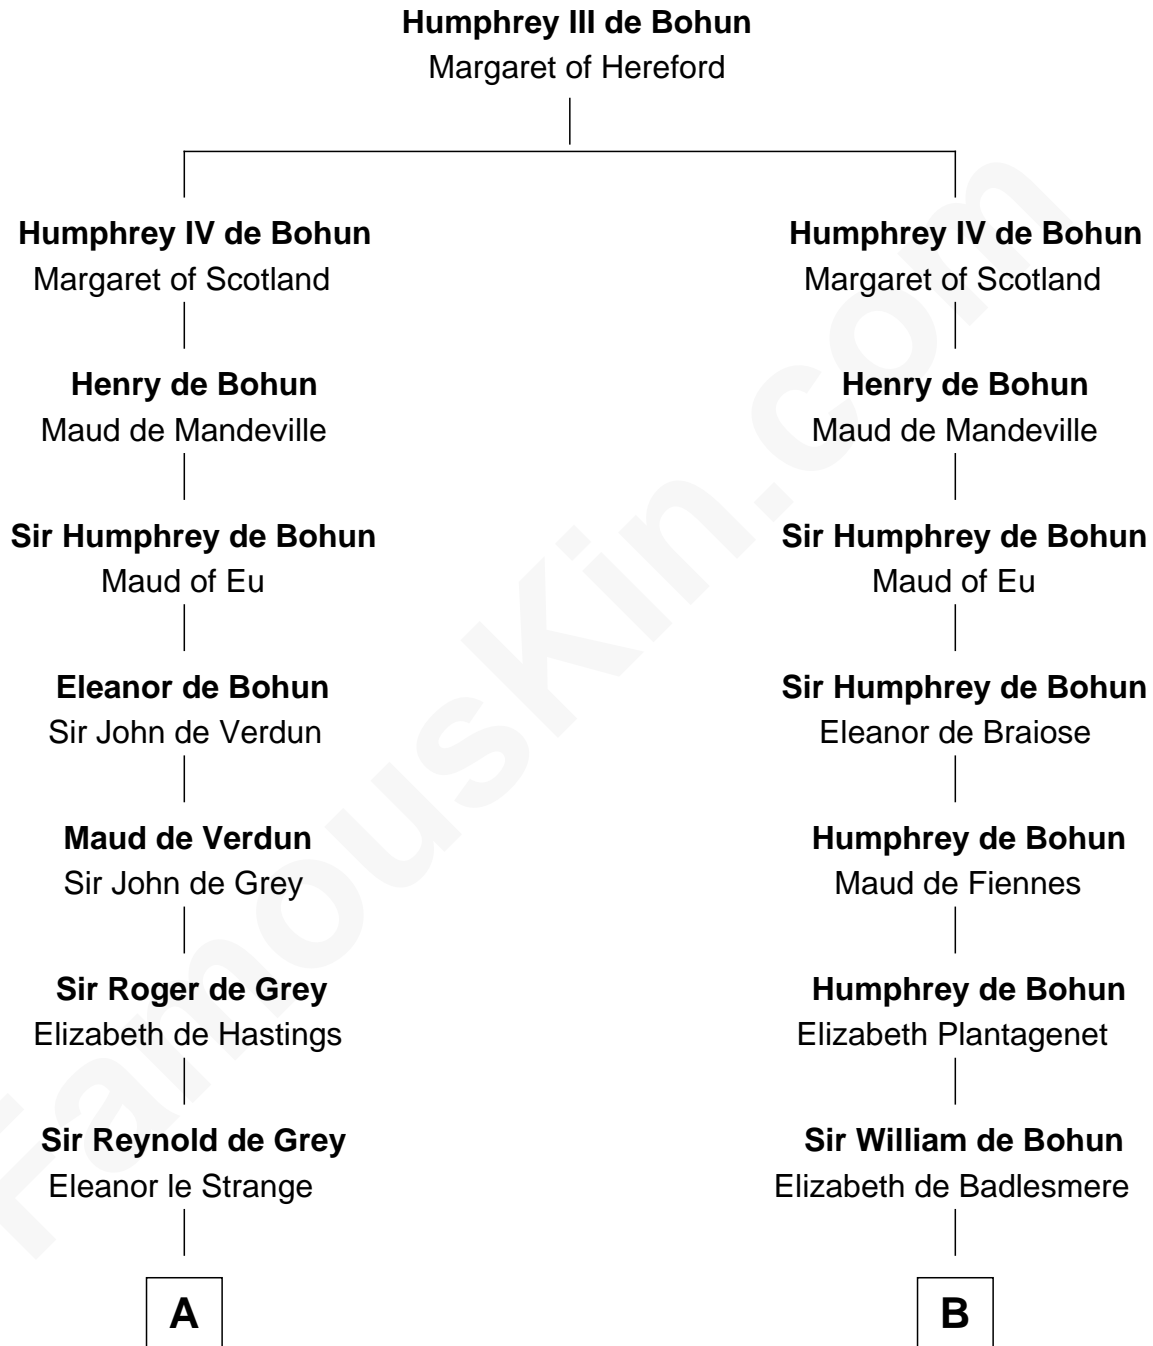 Humphrey III de Bohun
Margaret of Hereford
Humphrey IV de Bohun
Margaret of Scotland
Henry de Bohun
Maud de Mandeville
Sir Humphrey de Bohun
Maud of Eu
Eleanor de Bohun
Sir John de Verdun
Maud de Verdun
Sir John de Grey
Sir Roger de Grey
Elizabeth de Hastings
Sir Reynold de Grey
Eleanor le Strange
A
Humphrey IV de Bohun
Margaret of Scotland
Henry de Bohun
Maud de Mandeville
Sir Humphrey de Bohun
Maud of Eu
Sir Humphrey de Bohun
Eleanor de Braiose
Humphrey de Bohun
Maud de Fiennes
Humphrey de Bohun
Elizabeth Plantagenet
Sir William de Bohun
Elizabeth de Badlesmere
B
FamousKin.com